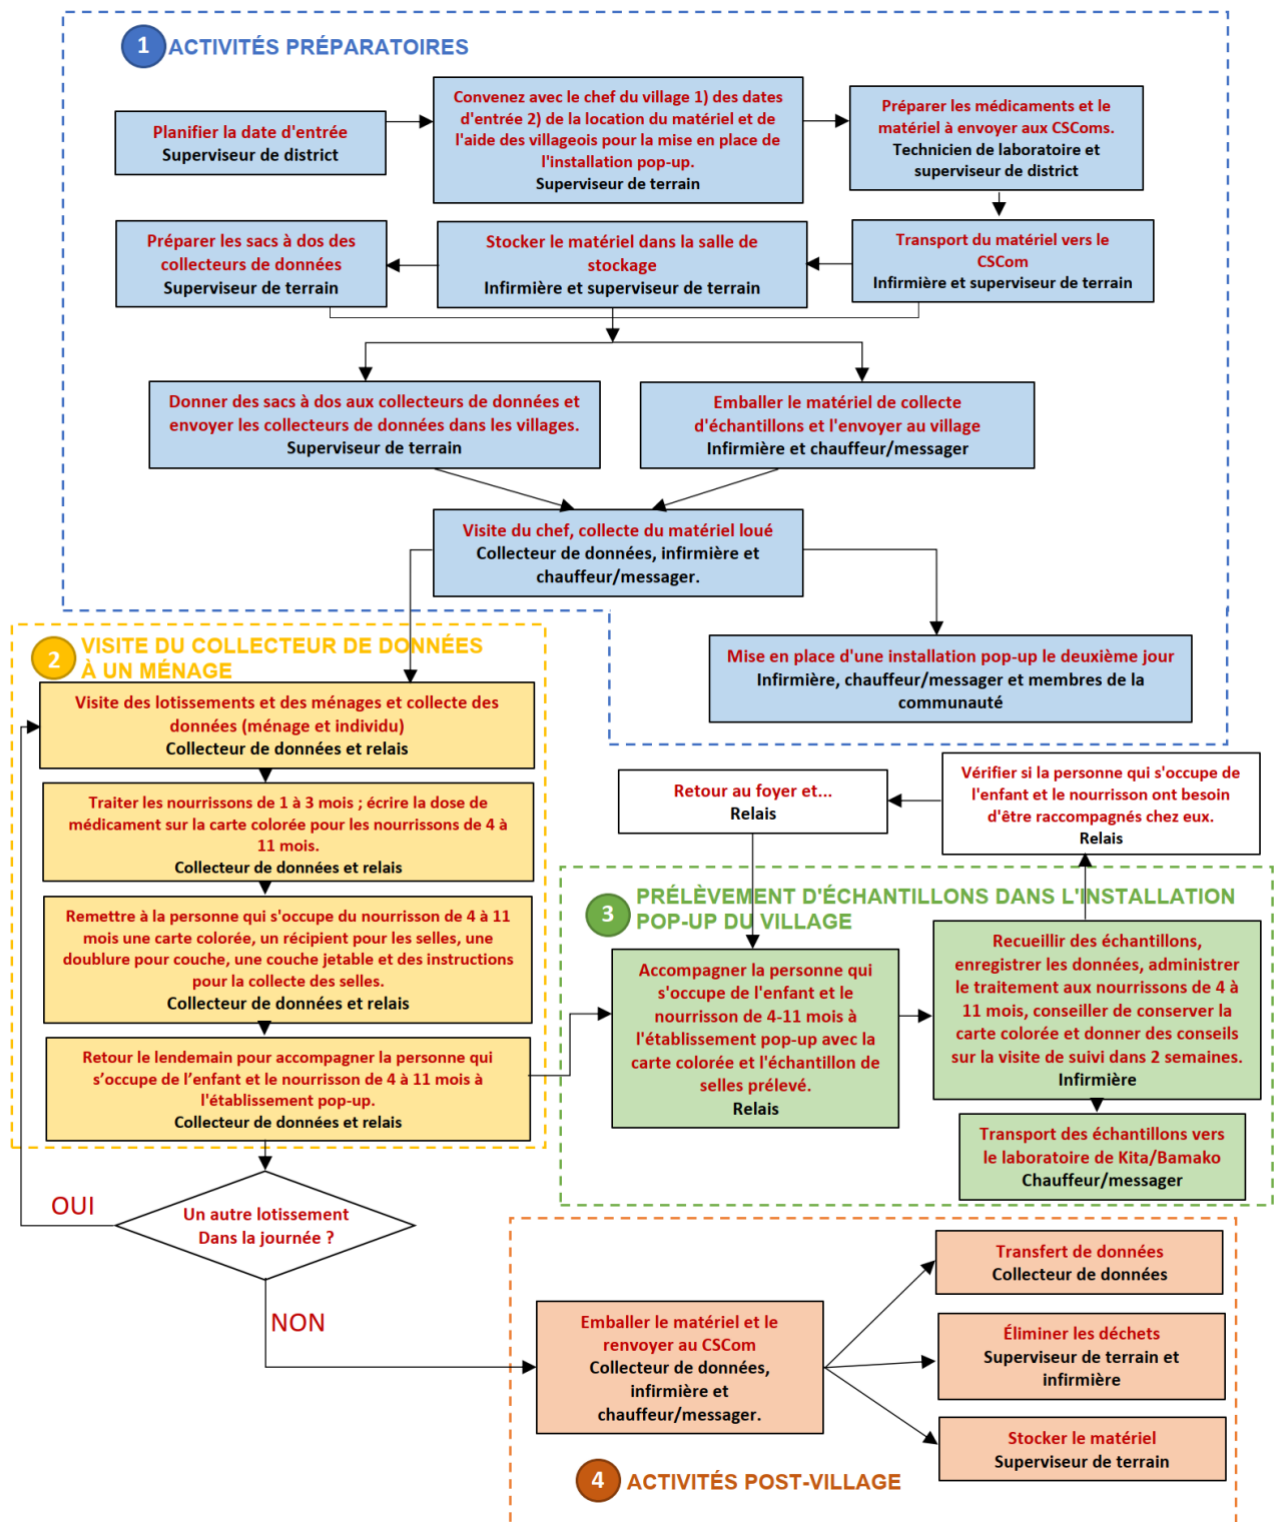 1 ACTIVITÉS PRÉPARATOIRES
Planifier la date d'entrée
Superviseur de district
Convenez avec le chef du village 1) des dates
d'entrée 2) de la location du matériel et de
l'aide des villageois pour la mise en place de
l'installation pop-up.
Superviseur de terrain
Préparer les médicaments et le
matériel à envoyer aux CSComs.
Technicien de laboratoire et
superviseur de district
Préparer les sacs à dos des
collecteurs de données
Superviseur de terrain
Stocker le matériel dans la salle de
stockage
Infirmière et superviseur de terrain
Transport du matériel vers le
CSCom
Infirmière et superviseur de terrain
Donner des sacs à dos aux collecteurs de données et
envoyer les collecteurs de données dans les villages.
Superviseur de terrain
Emballer le matériel de collecte
d'échantillons et l'envoyer au village
Infirmière et chauffeur/messager
Visite du chef, collecte du matériel loué
Collecteur de données, infirmière et
chauffeur/messager.
Mise en place d'une installation pop-up le deuxième jour
Infirmière, chauffeur/messager et membres de la
communauté
2 VISITE DU COLLECTEUR DE DONNÉES
À UN MÉNAGE
Visite des lotissements et des ménages et collecte des
données (ménage et individu)
Collecteur de données et relais
Traiter les nourrissons de 1 à 3 mois ; écrire la dose de
médicament sur la carte colorée pour les nourrissons de 4 à
11 mois.
Collecteur de données et relais
Remettre à la personne qui s'occupe du nourrisson de 4 à 11
mois une carte colorée, un récipient pour les selles, une
doublure pour couche, une couche jetable et des instructions
pour la collecte des selles.
Collecteur de données et relais
Retour le lendemain pour accompagner la personne qui
s’occupe de l’enfant et le nourrisson de 4 à 11 mois à
l'établissement pop-up.
Collecteur de données et relais
Un autre lotissement
Dans la journée ?
OUI
NON
Retour au foyer et...
Relais
Vérifier si la personne qui s'occupe de
l'enfant et le nourrisson ont besoin
d'être raccompagnés chez eux.
Relais
3 PRÉLÈVEMENT D'ÉCHANTILLONS DANS L'INSTALLATION
POP-UP DU VILLAGE
Accompagner la personne qui
s'occupe de l'enfant et le
nourrisson de 4-11 mois à
l'établissement pop-up avec la
carte colorée et l'échantillon de
selles prélevé.
Relais
Recueillir des échantillons,
enregistrer les données, administrer
le traitement aux nourrissons de 4 à
11 mois, conseiller de conserver la
carte colorée et donner des conseils
sur la visite de suivi dans 2 semaines.
Infirmière
Transport des échantillons vers
le laboratoire de Kita/Bamako
Chauffeur/messager
Emballer le matériel et le
renvoyer au CSCom
Collecteur de données,
infirmière et
chauffeur/messager.
Transfert de données
Collecteur de données
Éliminer les déchets
Superviseur de terrain et
infirmière
Stocker le matériel
Superviseur de terrain
4 ACTIVITÉS POST-VILLAGE